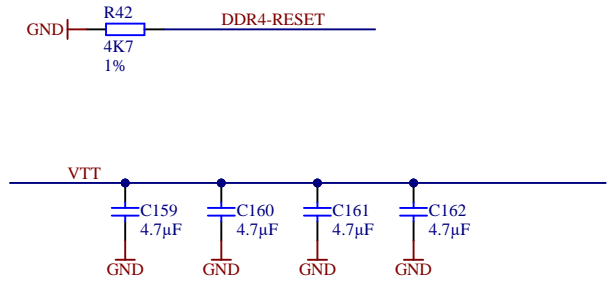 R42
GND
DDR4-RESET
4K7
1%
VTT
C159
C160
C161
C162
4.7µF
4.7µF
4.7µF
4.7µF
GND
GND
GND
GND